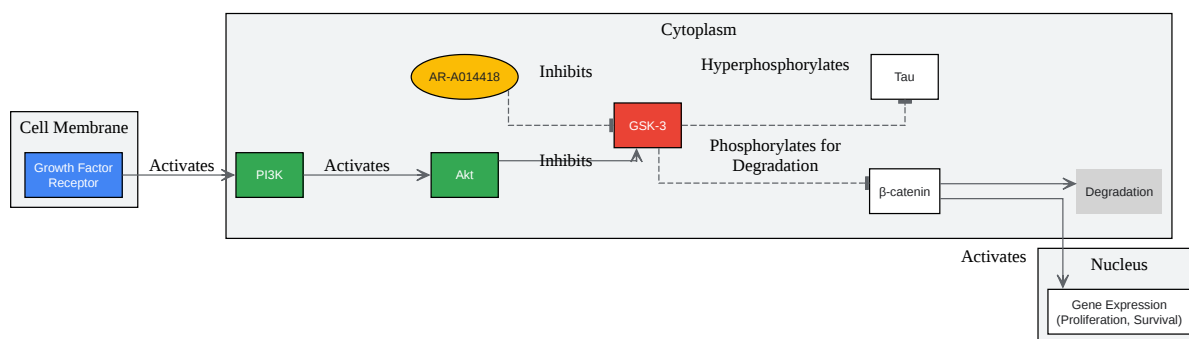 Cytoplasm
AR-A014418
Inhibits
Hyperphosphorylates
Tau
Cell Membrane
Growth Factor
Receptor
Activates
PI3K
Activates
Akt
Inhibits
GSK-3
Phosphorylates for
Degradation
β-catenin
Degradation
Activates
Nucleus
Gene Expression
(Proliferation, Survival)